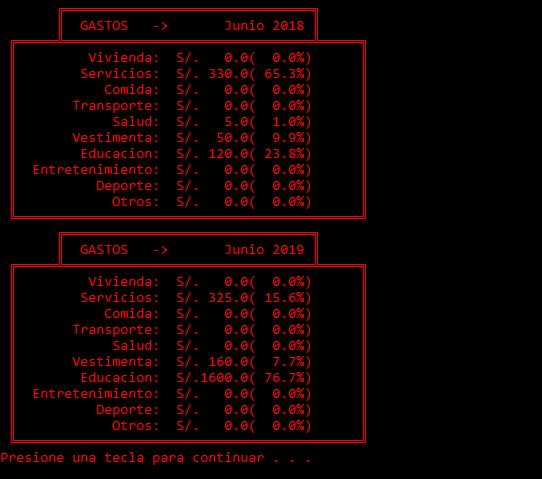 GASTOS -> Junio 2018
Vivienda: S/. 0.0( 0.0%)
Servicios: S/. 330.0( 65.3%)
Comida: S/. 0.0( 0.0%)
Transporte: S/. 0.0( 0.0%)
Salud: S/. 5.0( 1.0%)
Vestimenta: S/. 50.0( 9.9%)
Educacion: S/. 120.0( 23.8%)
Entretenimiento: S/. 0.0( 0.0%)
Deporte: S/. 0.0( 0.0%)
Otros: S/. 0.0( 0.0%)
GASTOS -> Junio 2019
Vivienda: S/. 0.0( 0.0%)
Servicios: S/. 325.0( 15.6%)
Comida: S/. 0.0( 0.0%)
Transporte: S/. 0.0( 0.0%)
Salud: S/. 0.0( 0.0%)
Vestimenta: S/. 160.0( 7.7%)
Educacion: S/.1600.0( 76.7%)
Entretenimiento: S/. 0.0( 0.0%)
Deporte: S/. 0.0( 0.0%)
Otros: S/. 0.0( 0.0%)
Presione una tecla para continuar . . .